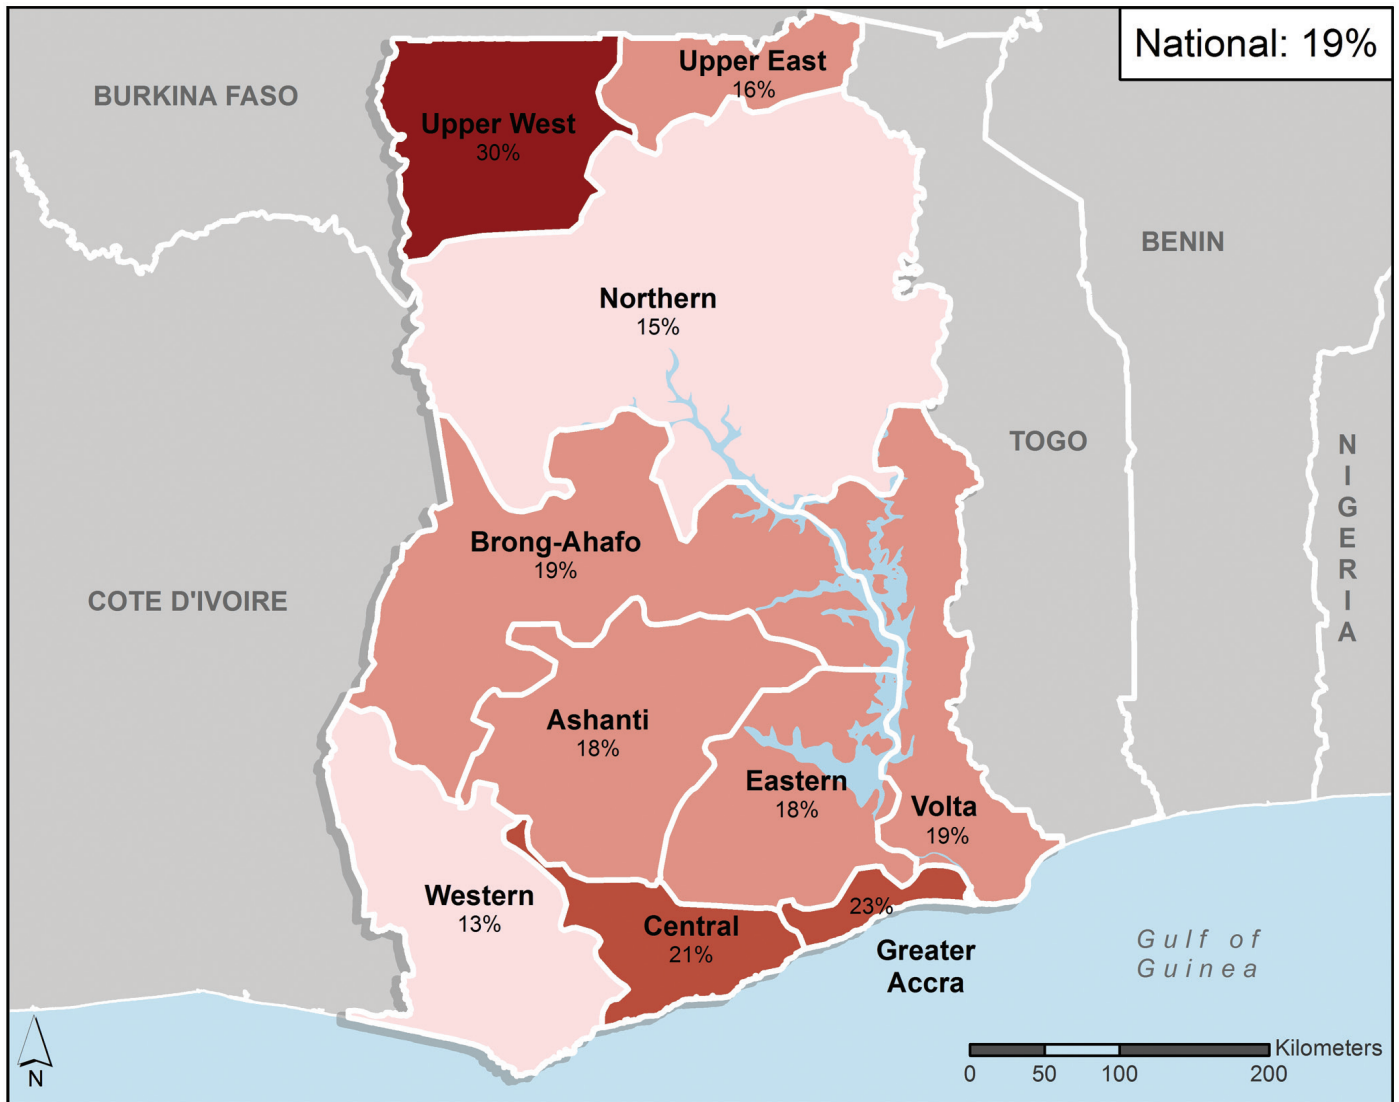 National: 19%
BURKINA FASO
Upper East
16%
Upper West
30%
BENIN
Northern
15%
TOGO
NIGERIA
Brong-Ahafo
19%
COTE D'IVOIRE
Ashanti
18%
Eastern
18%
Volta
19%
Western
13%
Central
21%
23%
Greater
Accra
Gulf of
Guinea
Kilometers
0 50 100 200
N